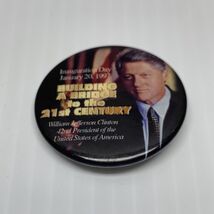 Inauguration Day
January 20, 1997
BUILDING
A BRIDGE
to the
21st CENTURY
William Jefferson Clinton
42nd President of the
United States of America